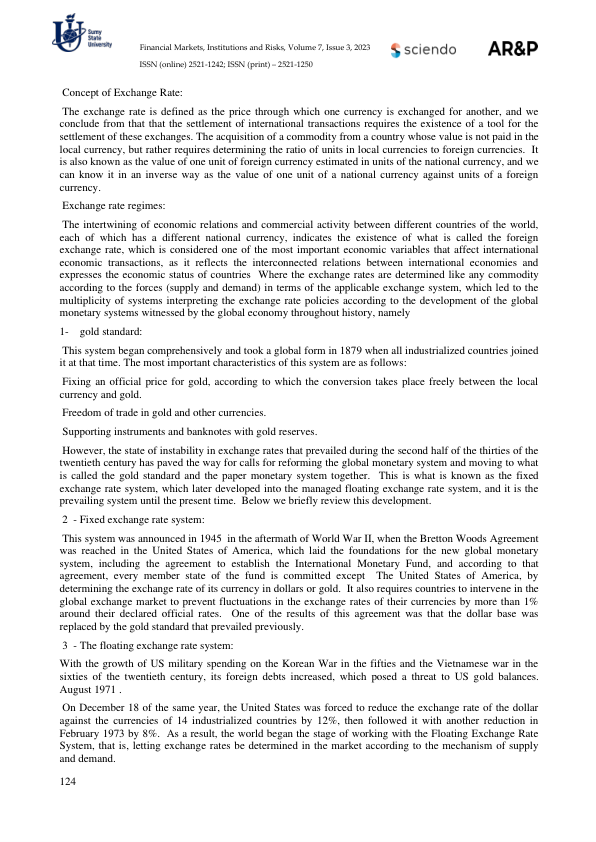 Sumy
State
University
Financial Markets, Institutions and Risks, Volume 7, Issue 3, 2023
sciendo
AR&P
ISSN (online) 2521-1242; ISSN (print) – 2521-1250
Concept of Exchange Rate:
The exchange rate is defined as the price through which one currency is exchanged for another, and we
conclude from that that the settlement of international transactions requires the existence of a tool for the
settlement of these exchanges. The acquisition of a commodity from a country whose value is not paid in the
local currency, but rather requires determining the ratio of units in local currencies to foreign currencies. It
is also known as the value of one unit of foreign currency estimated in units of the national currency, and we
can know it in an inverse way as the value of one unit of a national currency against units of a foreign
currency.
Exchange rate regimes:
The intertwining of economic relations and commercial activity between different countries of the world,
each of which has a different national currency, indicates the existence of what is called the foreign
exchange rate, which is considered one of the most important economic variables that affect international
economic transactions, as it reflects the interconnected relations between international economies and
expresses the economic status of countries Where the exchange rates are determined like any commodity
according to the forces (supply and demand) in terms of the applicable exchange system, which led to the
multiplicity of systems interpreting the exchange rate policies according to the development of the global
monetary systems witnessed by the global economy throughout history, namely
1- gold standard:
This system began comprehensively and took a global form in 1879 when all industrialized countries joined
it at that time. The most important characteristics of this system are as follows:
Fixing an official price for gold, according to which the conversion takes place freely between the local
currency and gold.
Freedom of trade in gold and other currencies.
Supporting instruments and banknotes with gold reserves.
However, the state of instability in exchange rates that prevailed during the second half of the thirties of the
twentieth century has paved the way for calls for reforming the global monetary system and moving to what
is called the gold standard and the paper monetary system together. This is what is known as the fixed
exchange rate system, which later developed into the managed floating exchange rate system, and it is the
prevailing system until the present time. Below we briefly review this development.
2 - Fixed exchange rate system:
This system was announced in 1945 in the aftermath of World War II, when the Bretton Woods Agreement
was reached in the United States of America, which laid the foundations for the new global monetary
system, including the agreement to establish the International Monetary Fund, and according to that
agreement, every member state of the fund is committed except The United States of America, by
determining the exchange rate of its currency in dollars or gold. It also requires countries to intervene in the
global exchange market to prevent fluctuations in the exchange rates of their currencies by more than 1%
around their declared official rates. One of the results of this agreement was that the dollar base was
replaced by the gold standard that prevailed previously.
3 - The floating exchange rate system:
With the growth of US military spending on the Korean War in the fifties and the Vietnamese war in the
sixties of the twentieth century, its foreign debts increased, which posed a threat to US gold balances.
August 1971 .
On December 18 of the same year, the United States was forced to reduce the exchange rate of the dollar
against the currencies of 14 industrialized countries by 12%, then followed it with another reduction in
February 1973 by 8%. As a result, the world began the stage of working with the Floating Exchange Rate
System, that is, letting exchange rates be determined in the market according to the mechanism of supply
and demand.
124